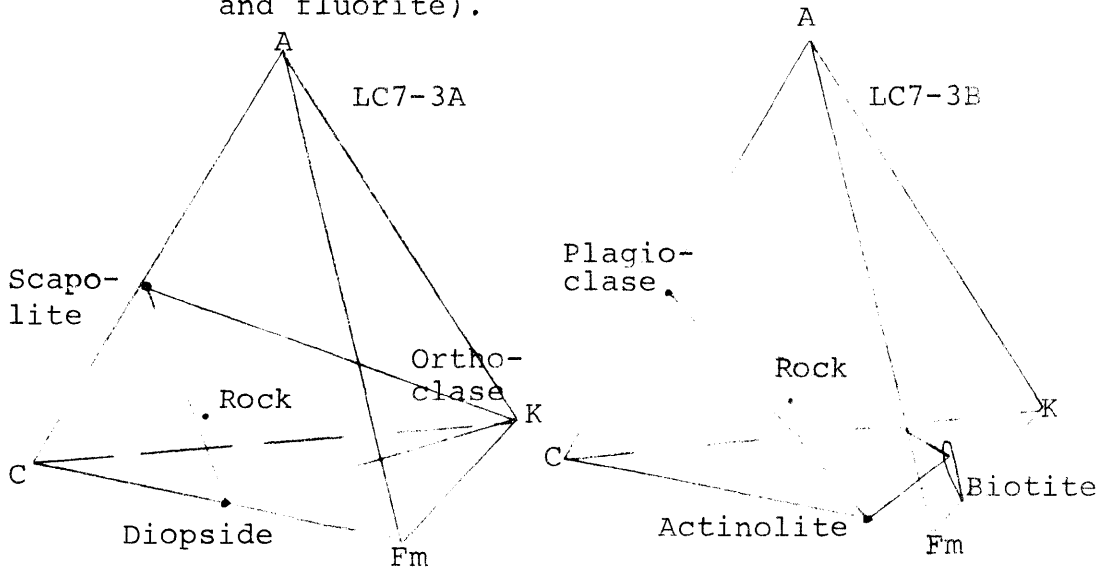 and fluorite).
A
LC7-3A
Scapo-
lite
Ortho-
clase
Rock
K
C
Diopside
Fm
A
LC7-3B
Plagio-
clase
Rock
K
C
Biotite
Actinolite
Fm